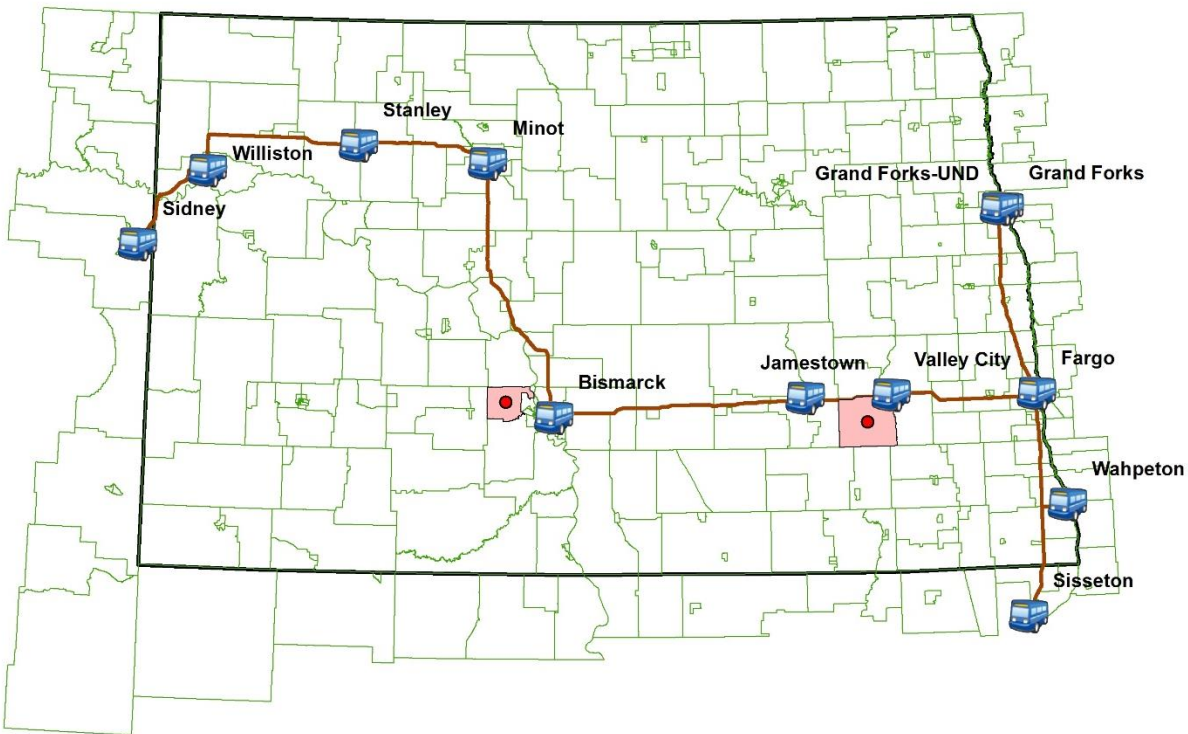 Stanley
Minot
Williston
Grand Forks-UND
Grand Forks
Sidney
Jamestown
Valley City
Fargo
Bismarck
Wahpeton
Sisseton